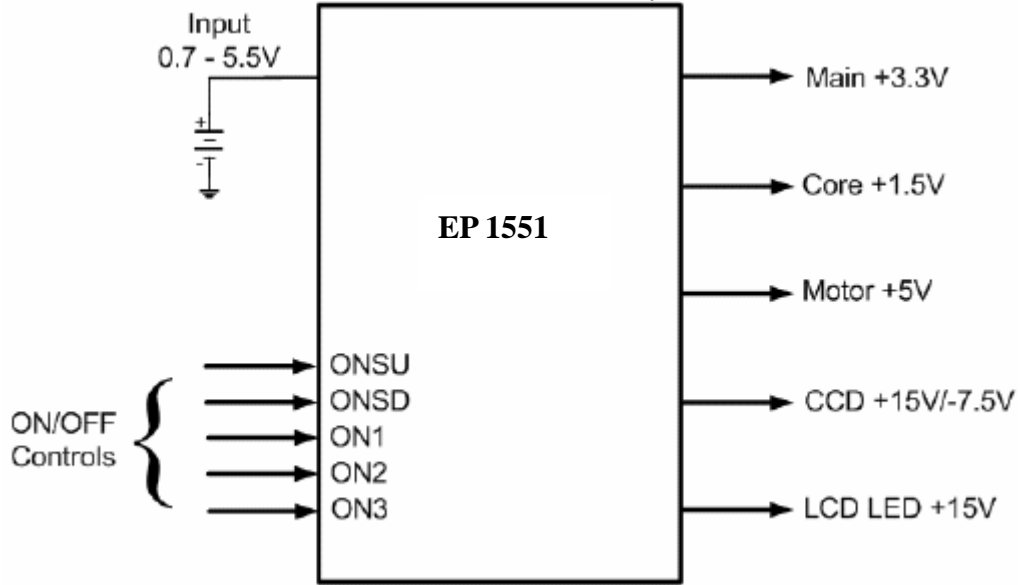 Input
0.7 - 5.5V
+
-
Main +3.3V
Core +1.5V
EP 1551
Motor +5V
ONSU
ONSD
ON1
ON2
ON3
ON/OFF
Controls
CCD +15V/-7.5V
LCD LED +15V